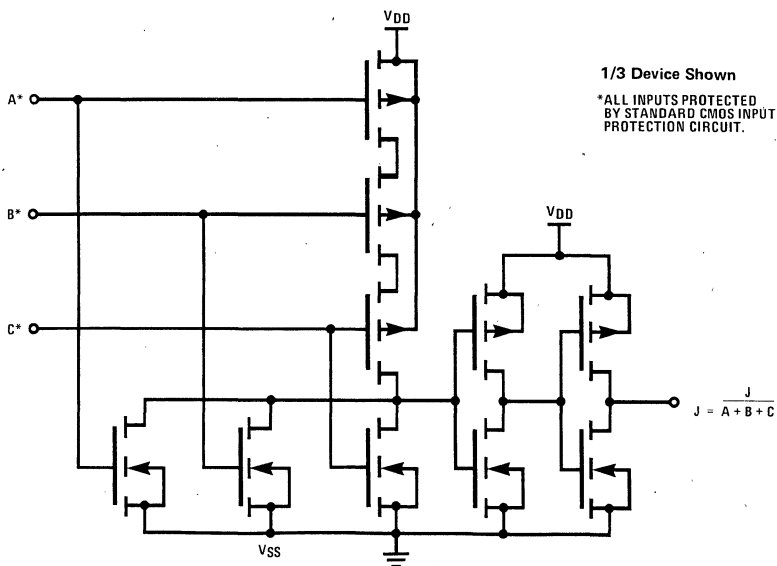 VDD
1/3 Device Shown
*ALL INPUTS PROTECTED
BY STANDARD CMOS INPUT
PROTECTION CIRCUIT.
A*
B*
VDD
C*
J
J = A + B + C
VSS